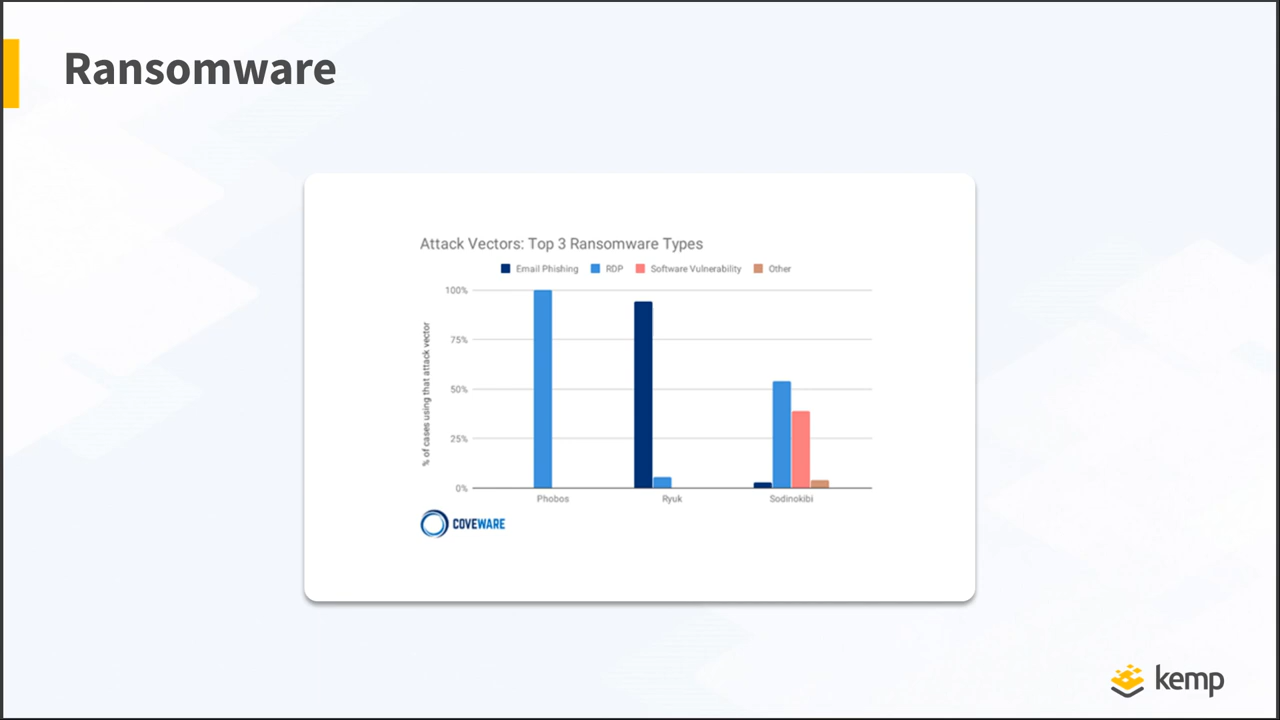 Ransomware
Attack Vectors: Top 3 Ransomware Types
Email Phishing RDP Software Vulnerability Other
% of cases using that attack vector
100%
75%
50%
25%
0%
Phobos Ryuk Sodinokibi
COVEWARE
kemp